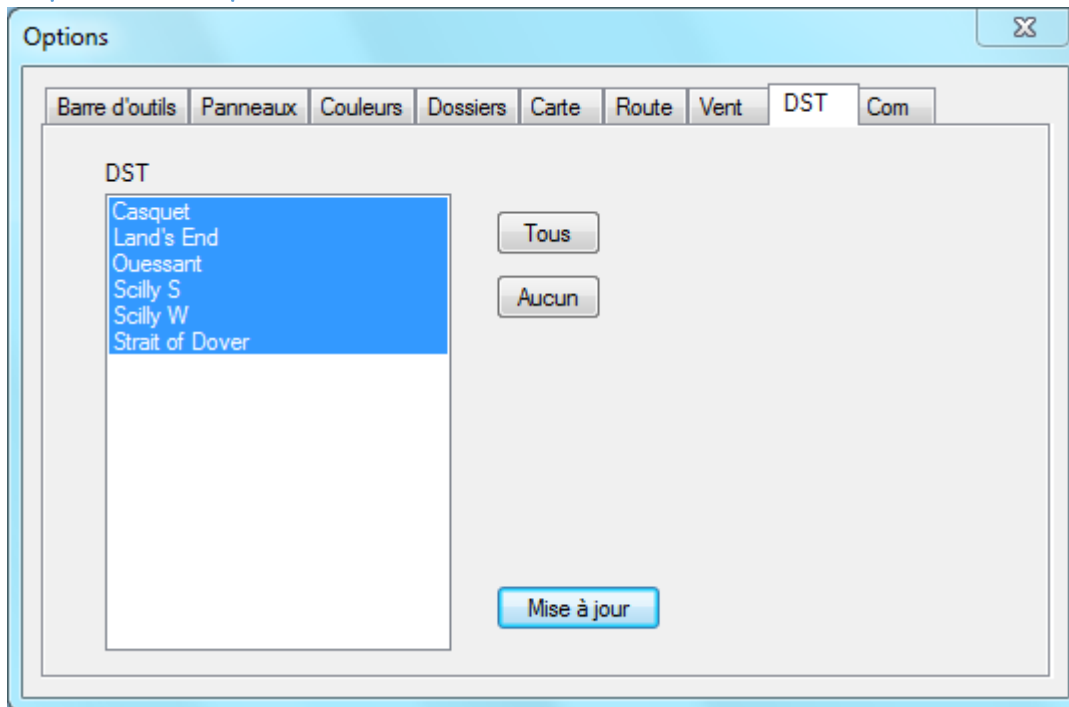 Options
Barre d'outils Panneaux Couleurs Dossiers Carte Route Vent DST Com
DST
Casquet
Land's End
Ouessant
Scilly S
Scilly W
Strait of Dover
Tous
Aucun
Mise à jour